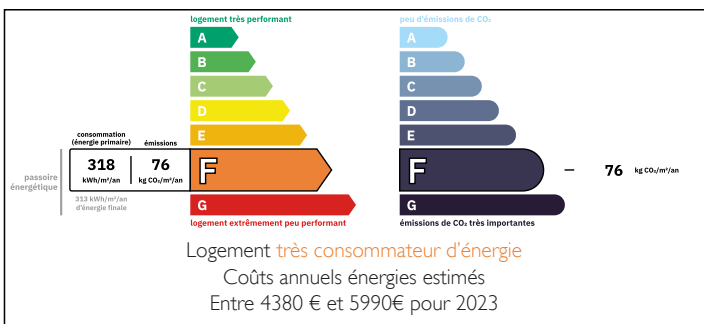 logement très performant
A
B
C
D
E
consommation
(énergie primaire)
émissions
318
kWh/m²/an
76
kg CO₂/m²/an
F
passoire
énergétique
313 kWh/m²/an
d'énergie finale
G
logement extrêmement peu performant
peu d'émissions de CO₂
A
B
C
D
E
F
76 kg CO₂/m²/an
G
émissions de CO₂ très importantes
Logement très consommateur d'énergie
Coûts annuels énergies estimés
Entre 4380 € et 5990€ pour 2023